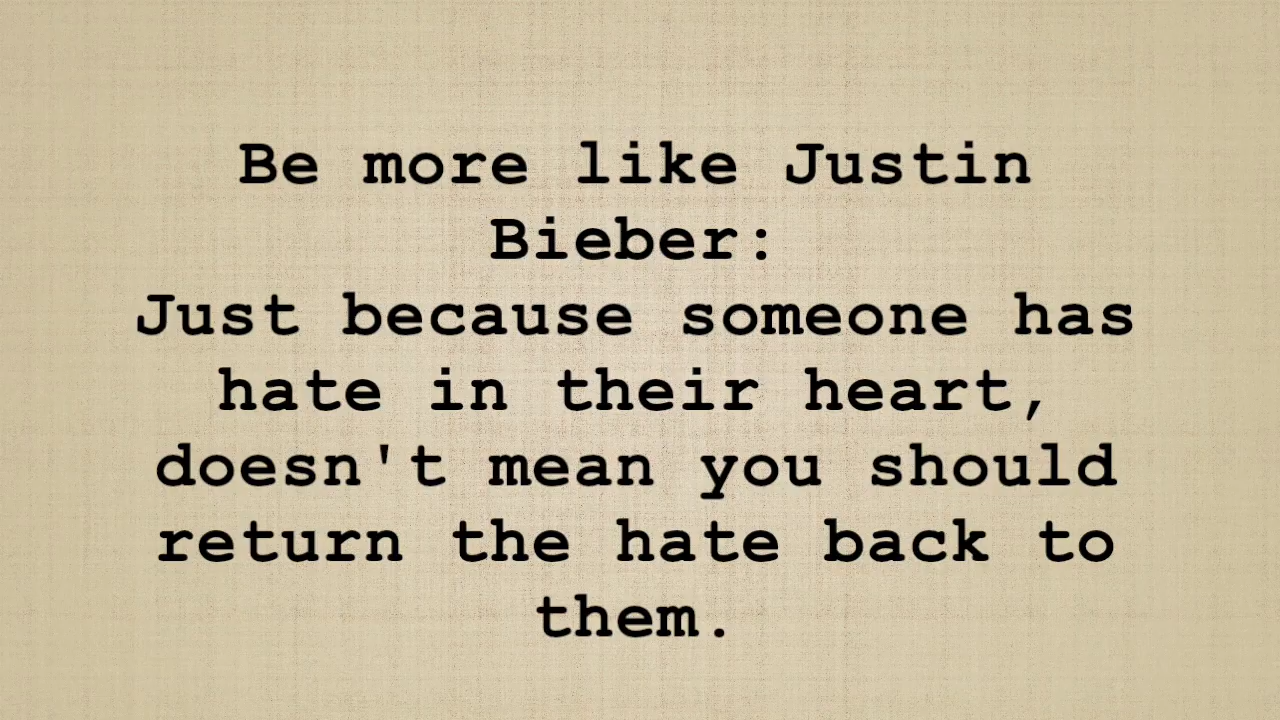 Be more like Justin
Bieber:
Just because someone has
hate in their heart,
doesn't mean you should
return the hate back to
them.